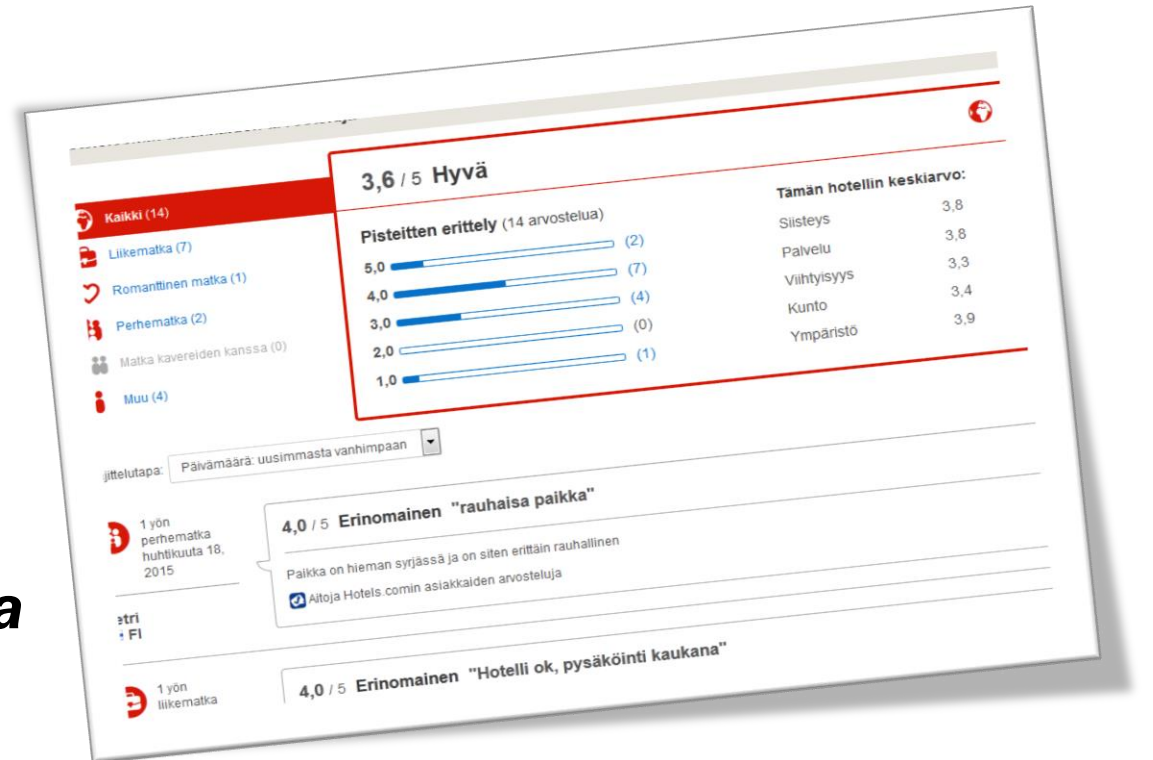 3,6 / 5 Hyvä
Kaikki (14)
Liikematka (7)
Romanttinen matka (1)
Perhematka (2)
Matka kavereiden kanssa (0)
Muu (4)
Pisteitten erittely (14 arvostelua)
5,0 (2)
4,0 (7)
3,0 (4)
2,0 (0)
1,0 (1)
Tämän hotellin keskiarvo:
Siisteys 3,8
Palvelu 3,8
Viihtyisyys 3,3
Kunto 3,4
Ympäristö 3,9
jittelutapa: Päivämäärä: uusimmasta vanhimpaan
1 yön
perhematka
huhtikuuta 18,
2015
etri
FI
4,0 / 5 Erinomainen "rauhaisa paikka"
Paikka on hieman syrjässä ja on siten erittäin rauhallinen
Aitoja Hotels.comin asiakkaiden arvosteluja
a
1 yön
liikematka
4,0 / 5 Erinomainen "Hotelli ok, pysäköinti kaukana"